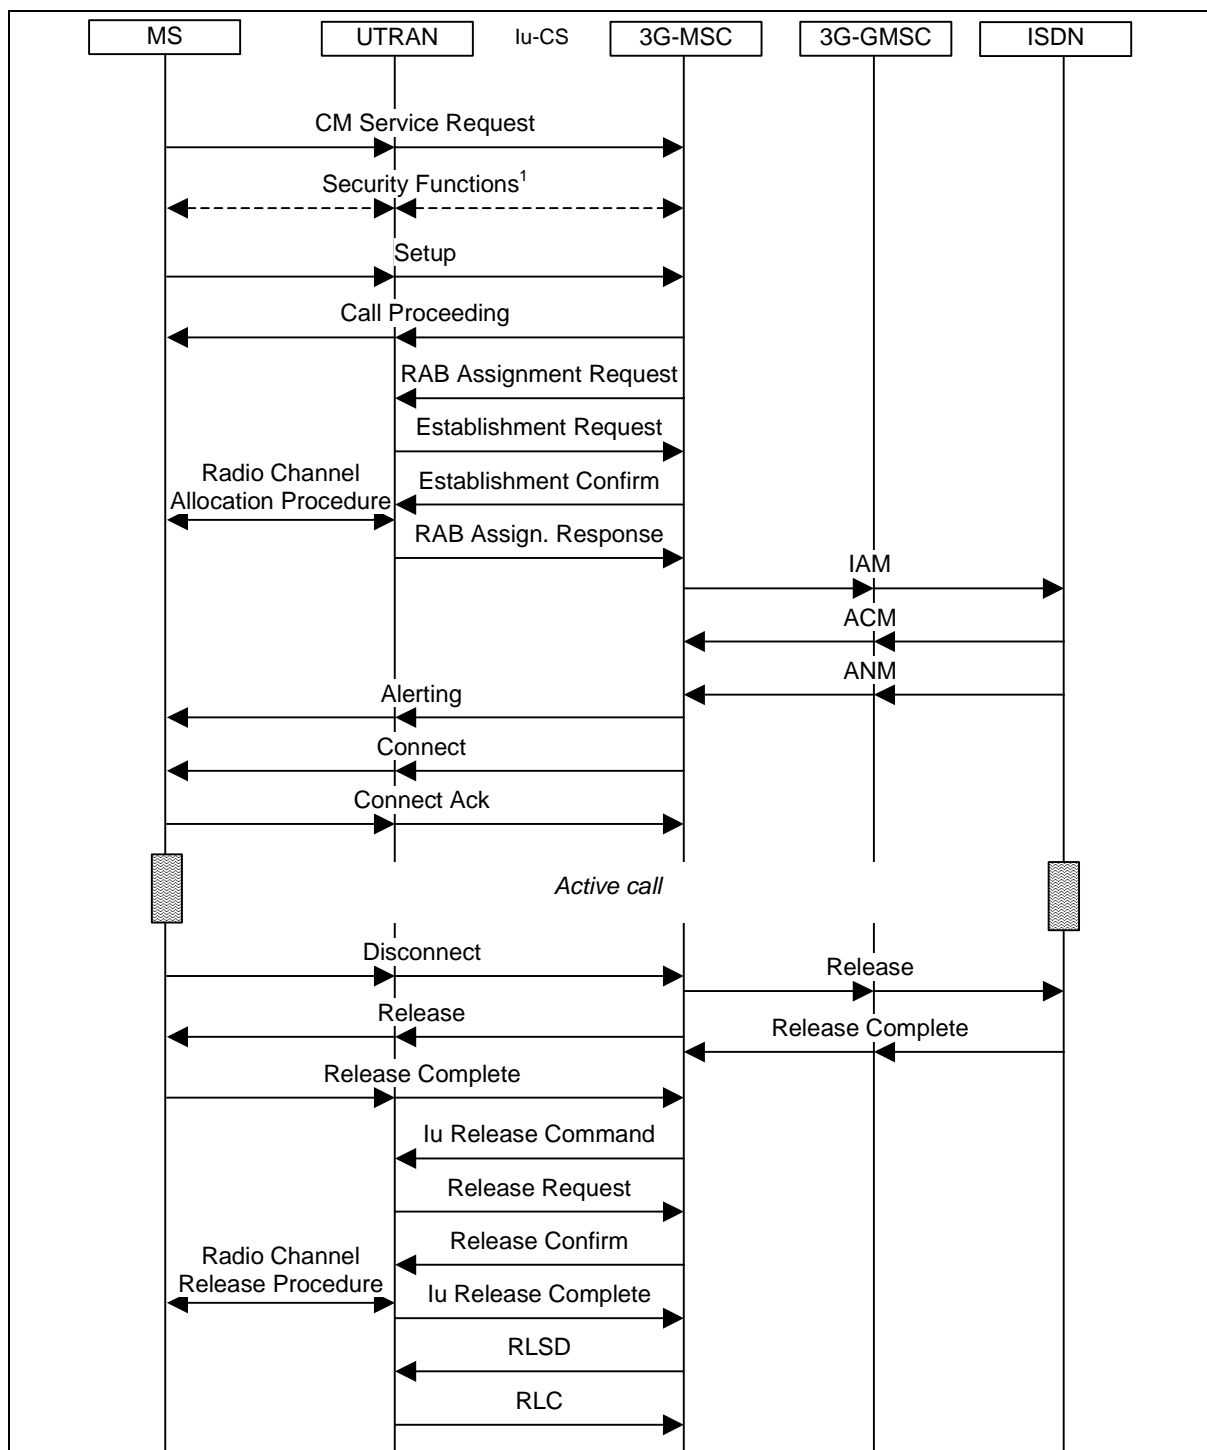 MS UTRAN Iu-CS 3G-MSC 3G-GMSC ISDN
CM Service Request
Security Functions1
Setup
Call Proceeding
RAB Assignment Request
Establishment Request
Radio Channel
Allocation Procedure
Establishment Confirm
RAB Assign. Response
IAM
ACM
ANM
Alerting
Connect
Connect Ack
Active call
Disconnect
Release
Release
Release Complete
Release Complete
Iu Release Command
Release Request
Release Confirm
Radio Channel
Release Procedure
Iu Release Complete
RLSD
RLC